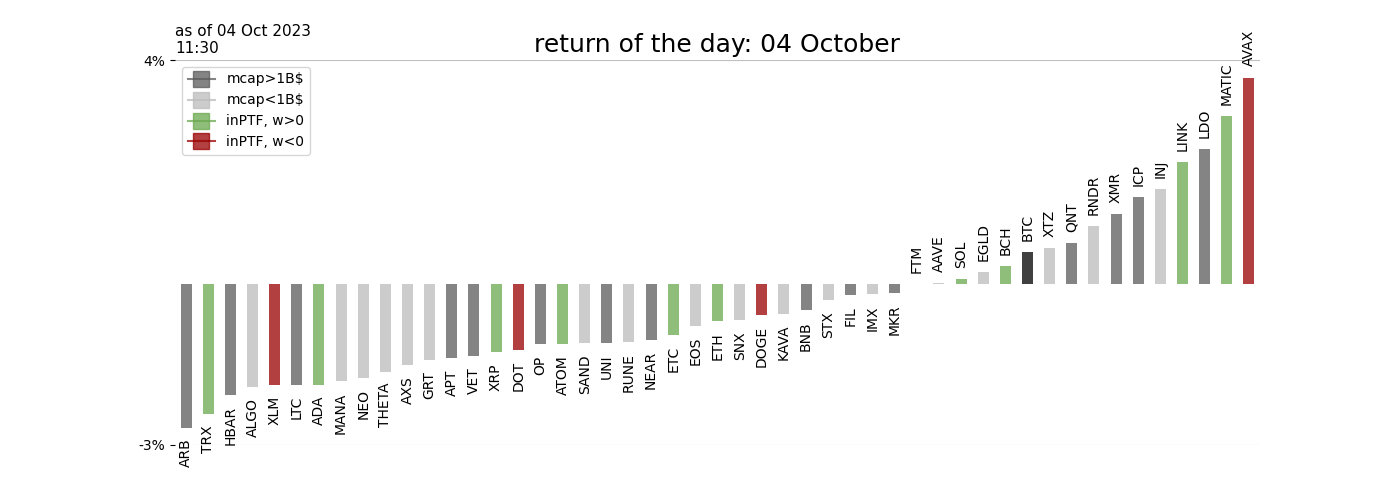 as of 04 Oct 2023
11:30
return of the day: 04 October
4%
mcap>1B$
mcap<1B$
inPTF, w>0
inPTF, w<0
-3%
ARB
TRX
HBAR
ALGO
XLM
LTC
ADA
MANA
NEO
THETA
AXS
GRT
APT
VET
XRP
DOT
OP
ATOM
SAND
UNI
RUNE
NEAR
ETC
EOS
ETH
SNX
DOGE
KAVA
BNB
STX
FIL
IMX
MKR
FTM
AAVE
SOL
EGLD
BCH
BTC
XTZ
QNT
RNDR
XMR
ICP
INJ
LINK
LDO
MATIC
AVAX